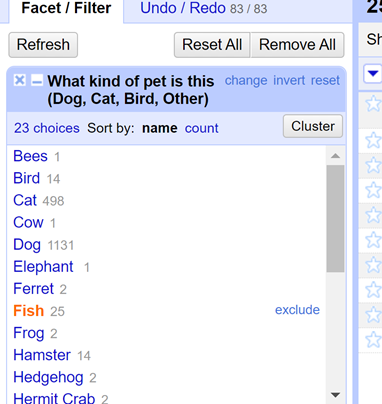 Facet / Filter Undo / Redo 83 / 83
Refresh Reset All Remove All
What kind of pet is this (Dog, Cat, Bird, Other) change invert reset
23 choices Sort by: name count Cluster
Bees 1
Bird 14
Cat 498
Cow 1
Dog 1131
Elephant 1
Ferret 2
Fish 25 exclude
Frog 2
Hamster 14
Hedgehog 2
Hermit Crab 2
25
Sh